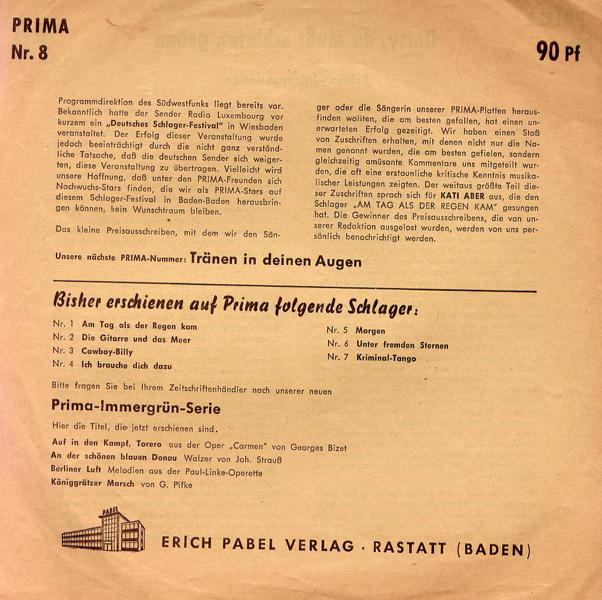 PRIMA
Nr. 8
90 Pf
Programmdirektion des Südwestfunks liegt bereits vor.
Bekanntlich hatte der Sender Radio Luxembourg vor
kurzem ein „Deutsches Schlager-Festival" in Wiesbaden
veranstaltet. Der Erfolg dieser Veranstaltung wurde
jedoch beeinträchtigt durch die nicht ganz verständ-
liche Tatsache, daß die deutschen Sender sich weiger-
ten, diese Veranstaltung zu übertragen. Vielleicht wird
unsere Hoffnung, daß unter den PRIMA-Freunden sich
Nachwuchs-Stars finden, die wir als PRIMA-Stars auf
diesem Schlager-Festival in Baden-Baden herausbrin-
gen können, kein Wunschtraum bleiben.
*
Das kleine Preisausschreiben, mit dem wir den Sän-
ger oder die Sängerin unserer PRIMA-Platten heraus-
finden wollten, die am besten gefallen, hat einen un-
erwarteten Erfolg gezeitigt. Wir haben einen Stoß
von Zuschriften erhalten, mit denen nicht nur die Na-
men genannt wurden, die am besten gefielen, sondern
gleichzeitig amüsante Kommentare uns mitgeteilt wur-
den, die oft eine erstaunliche kritische Kenntnis musika-
lischer Leistungen zeigten. Der weitaus größte Teil die-
ser Zuschriften sprach sich für KATI ABER aus, die den
Schlager „AM TAG ALS DER REGEN KAM" gesungen
hat. Die Gewinner des Preisausschreibens, die von un-
serer Redaktion ausgelost wurden, werden von uns per-
sönlich benachrichtigt werden.
Unsere nächste PRIMA-Nummer: Tränen in deinen Augen
Bisher erschienen auf Prima folgende Schlager:
Nr. 1 Am Tag als der Regen kam
Nr. 2 Die Gitarre und das Meer
Nr. 3 Cowboy-Billy
Nr. 4 Ich brauche dich dazu
Nr. 5 Morgen
Nr. 6 Unter fremden Sternen
Nr. 7 Kriminal-Tango
Bitte fragen Sie bei Ihrem Zeitschriftenhändler nach unserer neuen
Prima-Immergrün-Serie
Hier die Titel, die jetzt erschienen sind.
Auf in den Kampf, Torero aus der Oper „Carmen" von Georges Bizet
An der schönen blauen Donau Walzer von Joh. Strauß
Berliner Luft Melodien aus der Paul-Linke-Operette
Königgrätzer Marsch von G. Pifke
PABEL
ERICH PABEL VERLAG · RASTATT (BADEN)